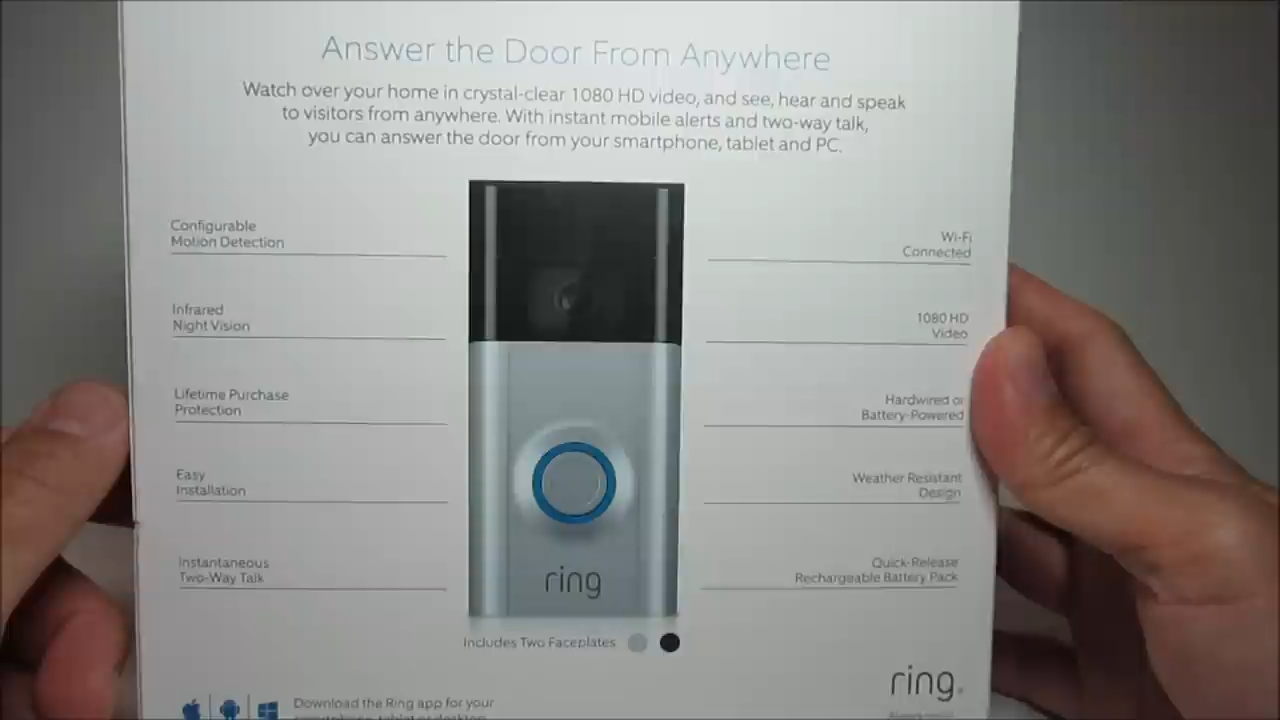 Answer the Door From Anywhere
Watch over your home in crystal-clear 1080 HD video, and see, hear and speak
to visitors from anywhere. With instant mobile alerts and two-way talk,
you can answer the door from your smartphone, tablet and PC.
Configurable
Motion Detection
Infrared
Night Vision
Lifetime Purchase
Protection
Easy
Installation
Instantaneous
Two-Way Talk
Wi-Fi
Connected
1080 HD
Video
Hardwired or
Battery-Powered
Weather Resistant
Design
Quick-Release
Rechargeable Battery Pack
ring
Includes Two Faceplates
ring
Download the Ring app for your
smartphone, tablet or desktop